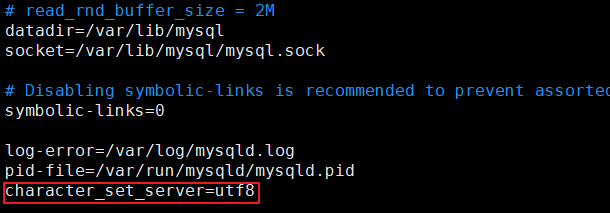 # read_rnd_buffer_size = 2M
datadir=/var/lib/mysql
socket=/var/lib/mysql/mysql.sock
# Disabling symbolic-links is recommended to prevent assorted
symbolic-links=0
log-error=/var/log/mysqld.log
pid-file=/var/run/mysqld/mysqld.pid
character_set_server=utf8